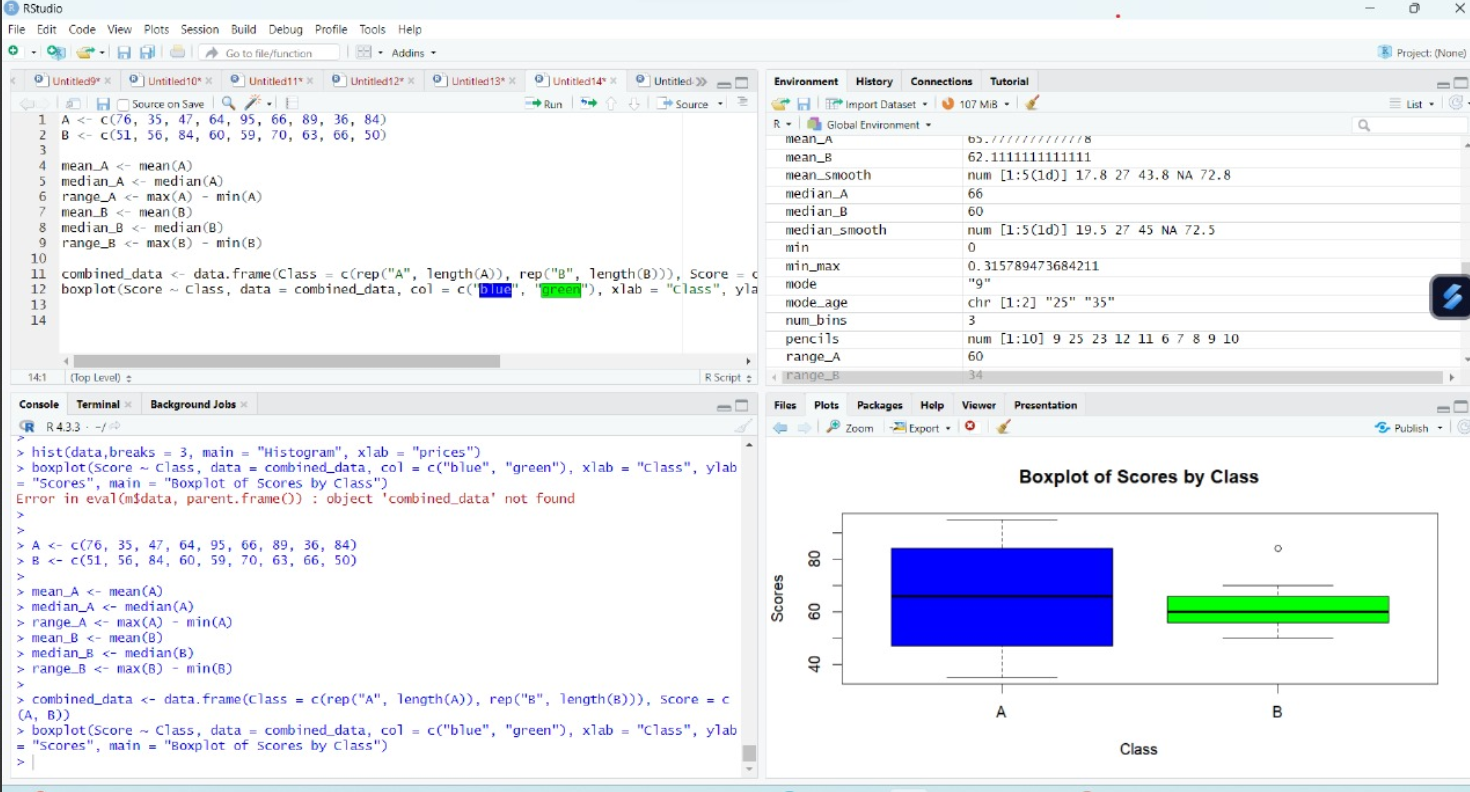 RStudio
File Edit Code View Plots Session Build Debug Profile Tools Help
Go to file/function
Addins
Project: (None)
Untitled9* Untitled10* Untitled11* Untitled12* Untitled13* Untitled14* Untitled
Source on Save
Run
Source
1 A <- c(76, 35, 47, 64, 95, 66, 89, 36, 84)
2 B <- c(51, 56, 84, 60, 59, 70, 63, 66, 50)
3
4 mean_A <- mean(A)
5 median_A <- median(A)
6 range_A <- max(A) - min(A)
7 mean_B <- mean(B)
8 median_B <- median(B)
9 range_B <- max(B) - min(B)
10
11 combined_data <- data.frame(Class = c(rep("A", length(A)), rep("B", length(B))), Score = c
12 boxplot(Score ~ Class, data = combined_data, col = c("blue", "green"), xlab = "Class", yla
13
14
14:1 (Top Level) R Script
Console Terminal Background Jobs
R 4.3.3 · ~/
>
> hist(data,breaks = 3, main = "Histogram", xlab = "prices")
> boxplot(Score ~ Class, data = combined_data, col = c("blue", "green"), xlab = "Class", ylab
= "Scores", main = "Boxplot of Scores by Class")
Error in eval(m$data, parent.frame()) : object 'combined_data' not found
>
>
> A <- c(76, 35, 47, 64, 95, 66, 89, 36, 84)
> B <- c(51, 56, 84, 60, 59, 70, 63, 66, 50)
>
> mean_A <- mean(A)
> median_A <- median(A)
> range_A <- max(A) - min(A)
> mean_B <- mean(B)
> median_B <- median(B)
> range_B <- max(B) - min(B)
>
> combined_data <- data.frame(Class = c(rep("A", length(A)), rep("B", length(B))), Score = c
(A, B))
> boxplot(Score ~ Class, data = combined_data, col = c("blue", "green"), xlab = "Class", ylab
= "Scores", main = "Boxplot of Scores by Class")
>
Environment History Connections Tutorial
Import Dataset 107 MiB List
R Global Environment
mean_A 65.7777777777778
mean_B 62.1111111111111
mean_smooth num [1:5(1d)] 17.8 27 43.8 NA 72.8
median_A 66
median_B 60
median_smooth num [1:5(1d)] 19.5 27 45 NA 72.5
min 0
min_max 0.315789473684211
mode "9"
mode_age chr [1:2] "25" "35"
num_bins 3
pencils num [1:10] 9 25 23 12 11 6 7 8 9 10
range_A 60
range_B 34
Files Plots Packages Help Viewer Presentation
Zoom Export Publish
Boxplot of Scores by Class
Scores
80
60
40
A B
Class